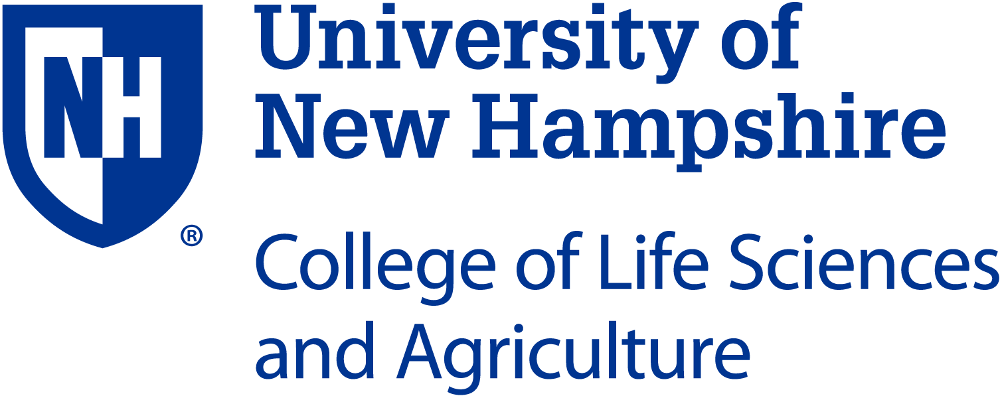 NH
®
University of
New Hampshire
College of Life Sciences
and Agriculture